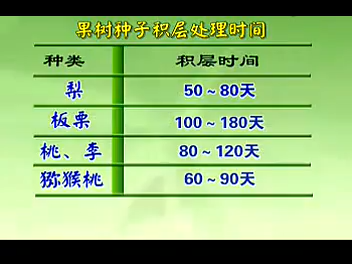 果树种子积层处理时间
种类 积层时间
梨 50~80天
板栗 100~180天
桃、李 80~120天
猕猴桃 60~90天